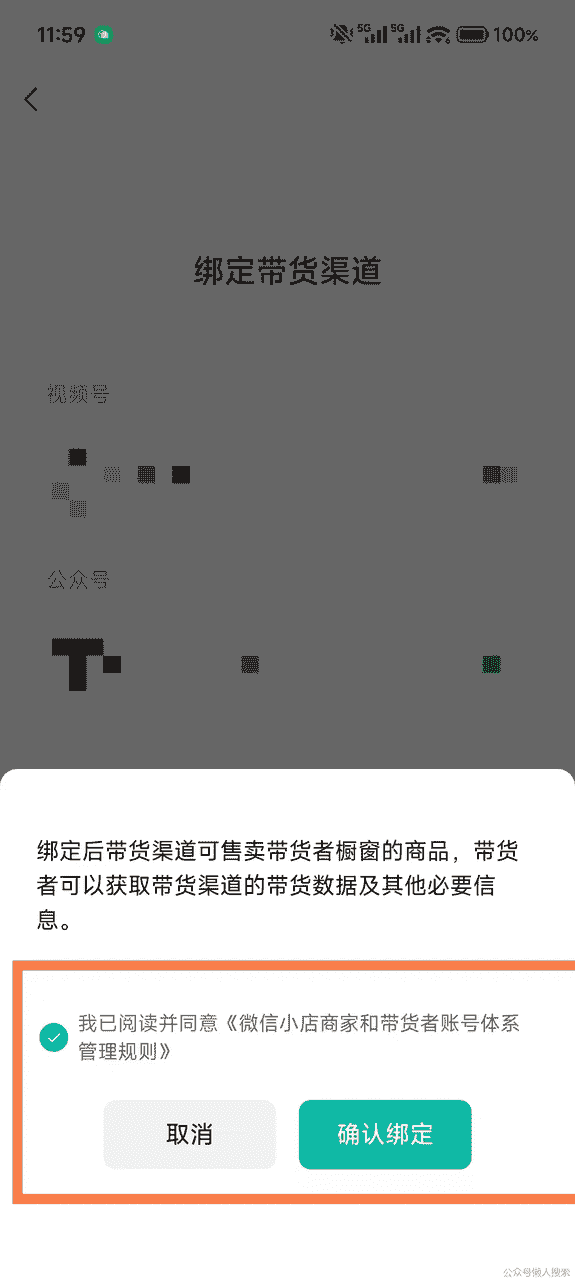 11:59
5G 5G 100%
绑定带货渠道
视频号
公众号
绑定后带货渠道可售卖带货者橱窗的商品，带货
者可以获取带货渠道的带货数据及其他必要信
息。
我已阅读并同意《微信小店商家和带货者账号体系
管理规则》
取消
确认绑定
公众号懒人搜索